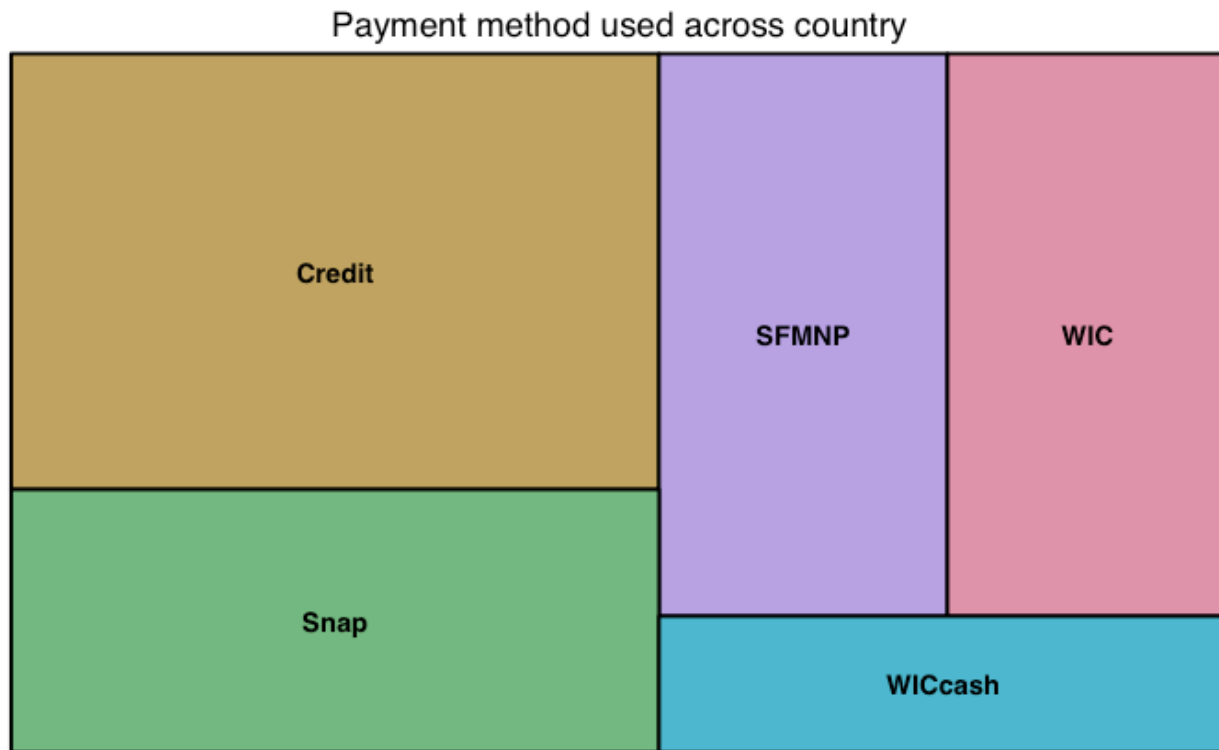 Payment method used across country
Credit
SFMNP
WIC
Snap
WICcash